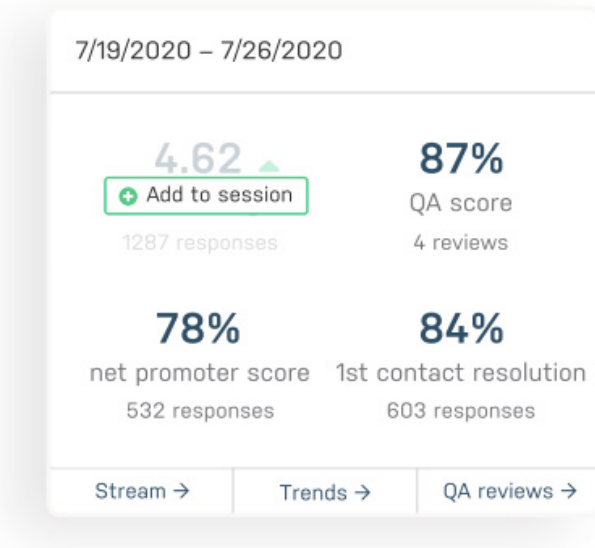 7/19/2020 – 7/26/2020
4.62
87%
Add to session
QA score
1287 responses
4 reviews
78%
84%
net promoter score
1st contact resolution
532 responses
603 responses
Stream →
Trends →
QA reviews →